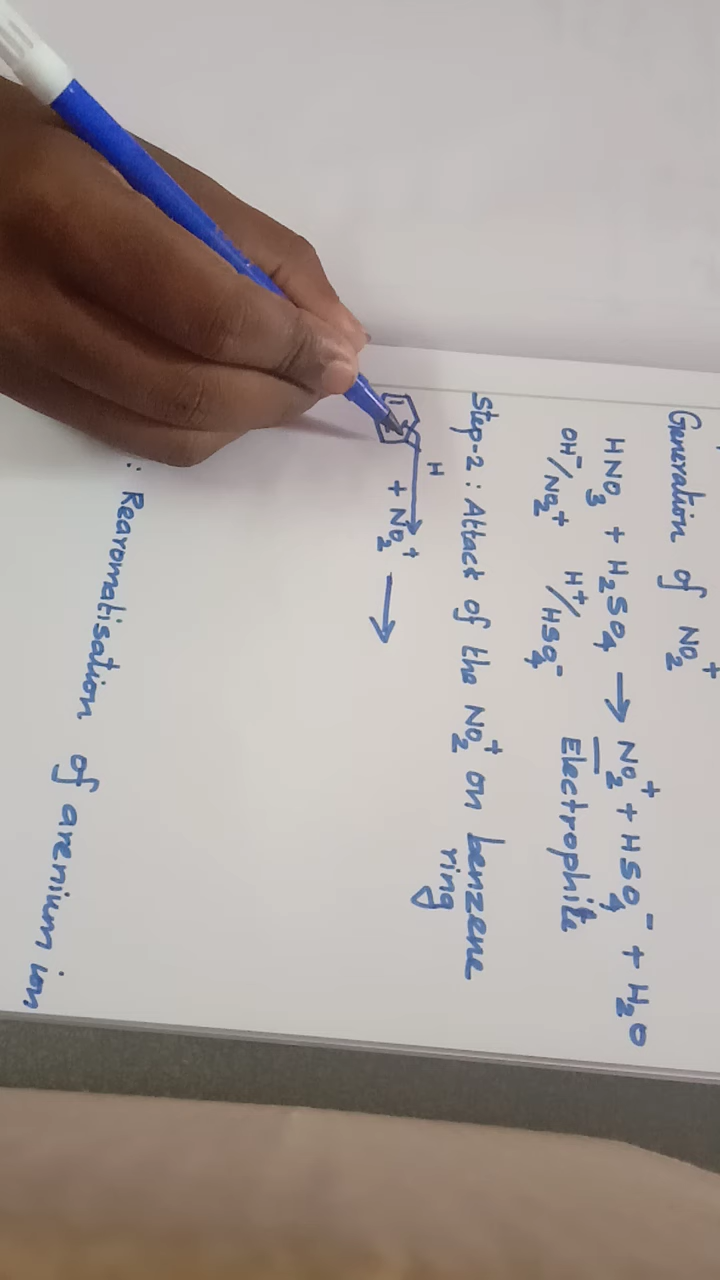 Generation of NO₂⁺
HNO₃ + H₂SO₄ → NO₂⁺ + HSO₄⁻ + H₂O
OH⁻/NO₂⁺ H⁺/HSO₄⁻ Electrophile
Step-2: Attack of the NO₂⁺ on benzene
ring
H
+ NO₂⁺ →
: Rearomatisation of arenium ion